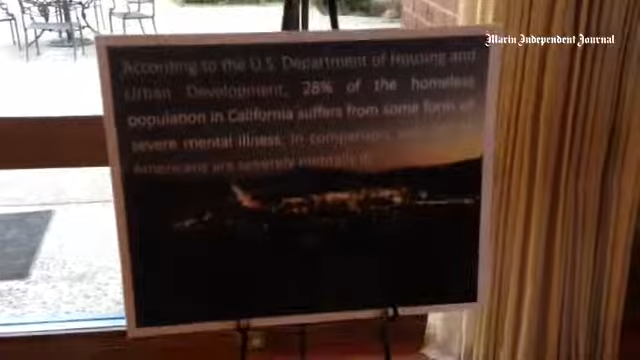 Marin Independent Journal
According to the U.S. Department of Housing and
Urban Development, 28% of the homeless
population in California suffers from some form of
severe mental illness. In comparison,
Americans are severely mentally ill.